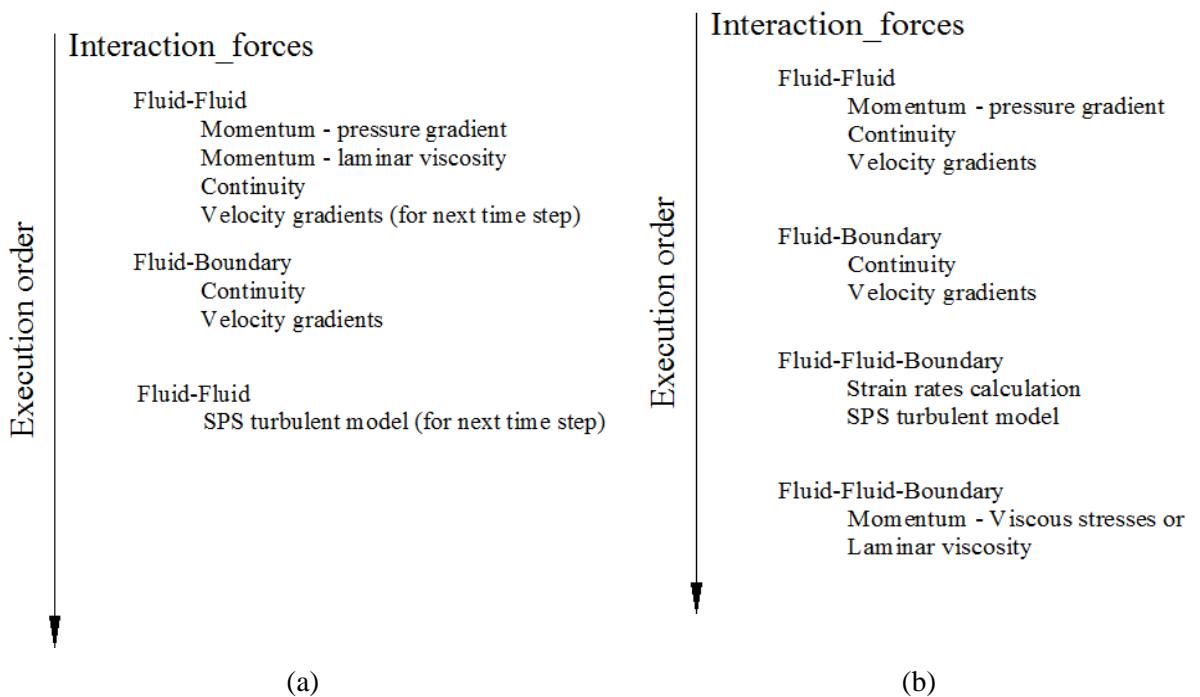 Execution order
Interaction_forces
Fluid-Fluid
Momentum - pressure gradient
Momentum - laminar viscosity
Continuity
Velocity gradients (for next time step)
Fluid-Boundary
Continuity
Velocity gradients
Fluid-Fluid
SPS turbulent model (for next time step)
(a)
Execution order
Interaction_forces
Fluid-Fluid
Momentum - pressure gradient
Continuity
Velocity gradients
Fluid-Boundary
Continuity
Velocity gradients
Fluid-Fluid-Boundary
Strain rates calculation
SPS turbulent model
Fluid-Fluid-Boundary
Momentum - Viscous stresses or
Laminar viscosity
(b)